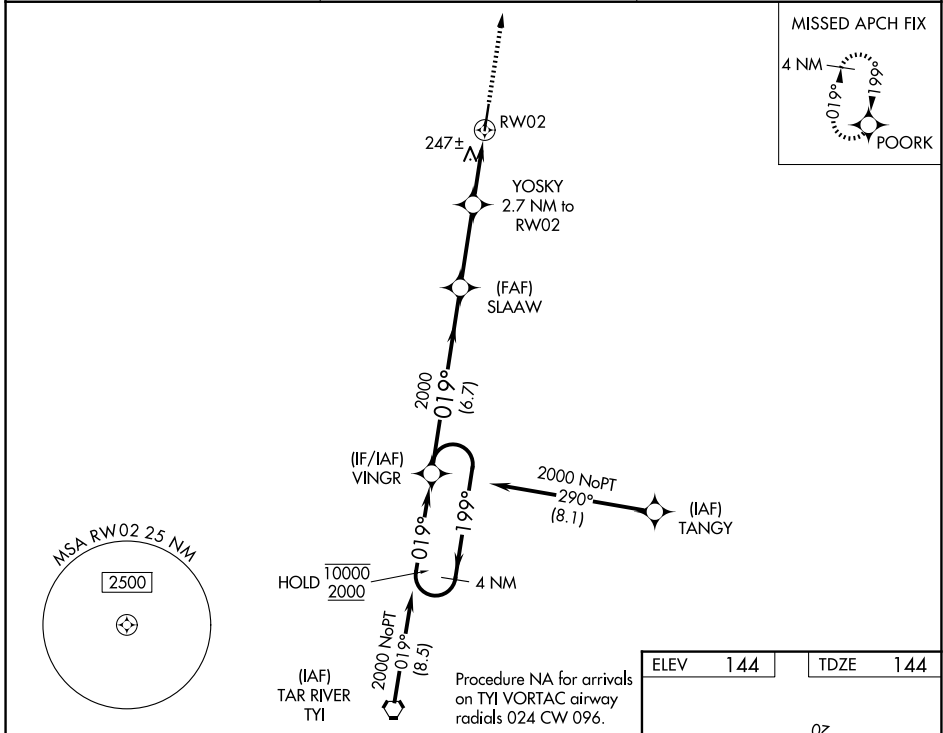 MISSED APCH FIX
4 NM
019°
199°
POORK
RW02
247±
YOSKY
2.7 NM to
RW02
(FAF)
SLAAW
2000
019°
(6.7)
(IF/IAF)
VINGR
2000 NoPT
290°
(8.1)
(IAF)
TANGY
019°
199°
MSA RW02 25 NM
2500
HOLD 10000
2000
4 NM
2000 NoPT
019°
(8.5)
(IAF)
TAR RIVER
TYI
Procedure NA for arrivals
on TYI VORTAC airway
radials 024 CW 096.
ELEV 144
TDZE 144